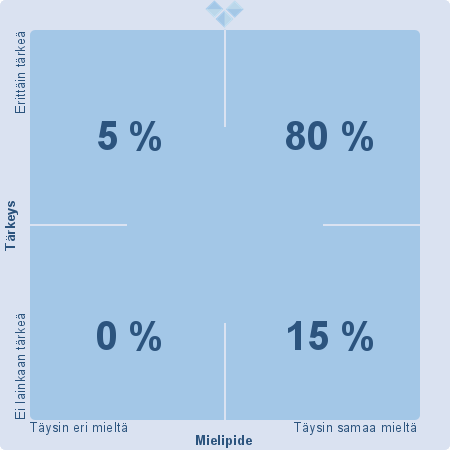 Erittäin tärkeä
5 %
80 %
Tärkeys
0 %
15 %
Ei lainkaan tärkeä
Täysin eri mieltä
Täysin samaa mieltä
Mielipide